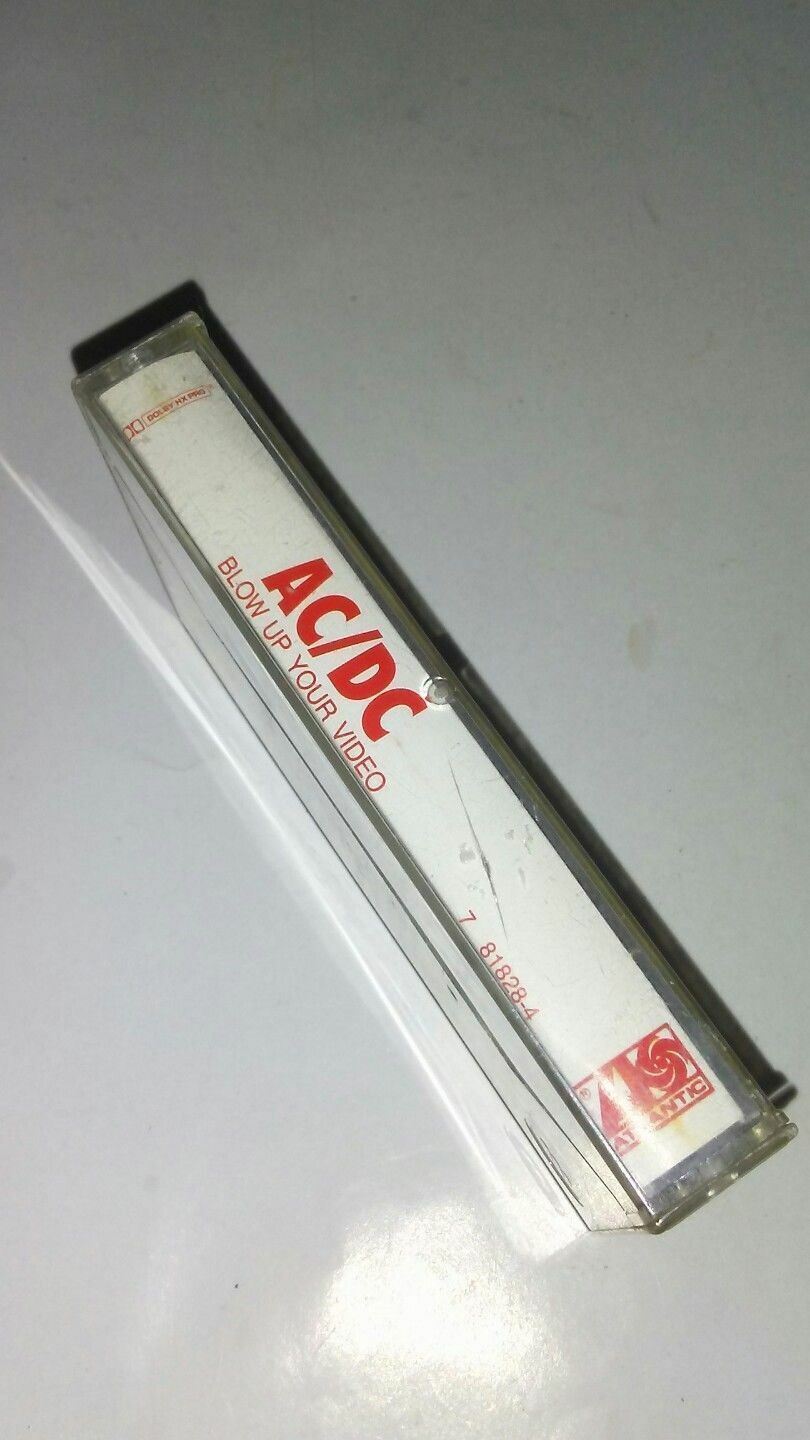 DOLBY HX PRO
AC/DC
BLOW UP YOUR VIDEO
7 81828-4
®
ATLANTIC